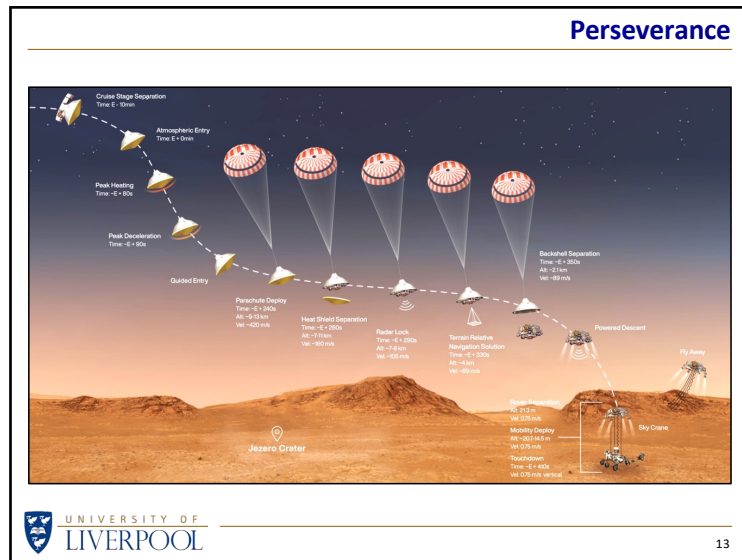 Perseverance
Cruise Stage Separation
Time: E - 10min
Atmospheric Entry
Time: E + 0min
Peak Heating
Time: ~E + 80s
Peak Deceleration
Time: ~E + 90s
Guided Entry
Parachute Deploy
Time: ~E + 240s
Alt: ~9-13 km
Vel: ~420 m/s
Heat Shield Separation
Time: ~E + 260s
Alt: ~7-11 km
Vel: ~160 m/s
Radar Lock
Time: ~E + 290s
Alt: ~7-8 km
Vel: ~105 m/s
Terrain Relative
Navigation Solution
Time: ~E + 330s
Alt: ~4 km
Vel: ~98 m/s
Backshell Separation
Time: ~E + 350s
Alt: ~2.1 km
Vel: ~89 m/s
Powered Descent
Fly Away
Rover Separation
Alt: 21.3 m
Vel: 0.75 m/s
Mobility Deploy
Alt: ~20.7-14.5 m
Vel: 0.75 m/s
Touchdown
Time: ~E + 410s
Vel: 0.75 m/s vertical
Sky Crane
Jezero Crater
UNIVERSITY OF
LIVERPOOL
13